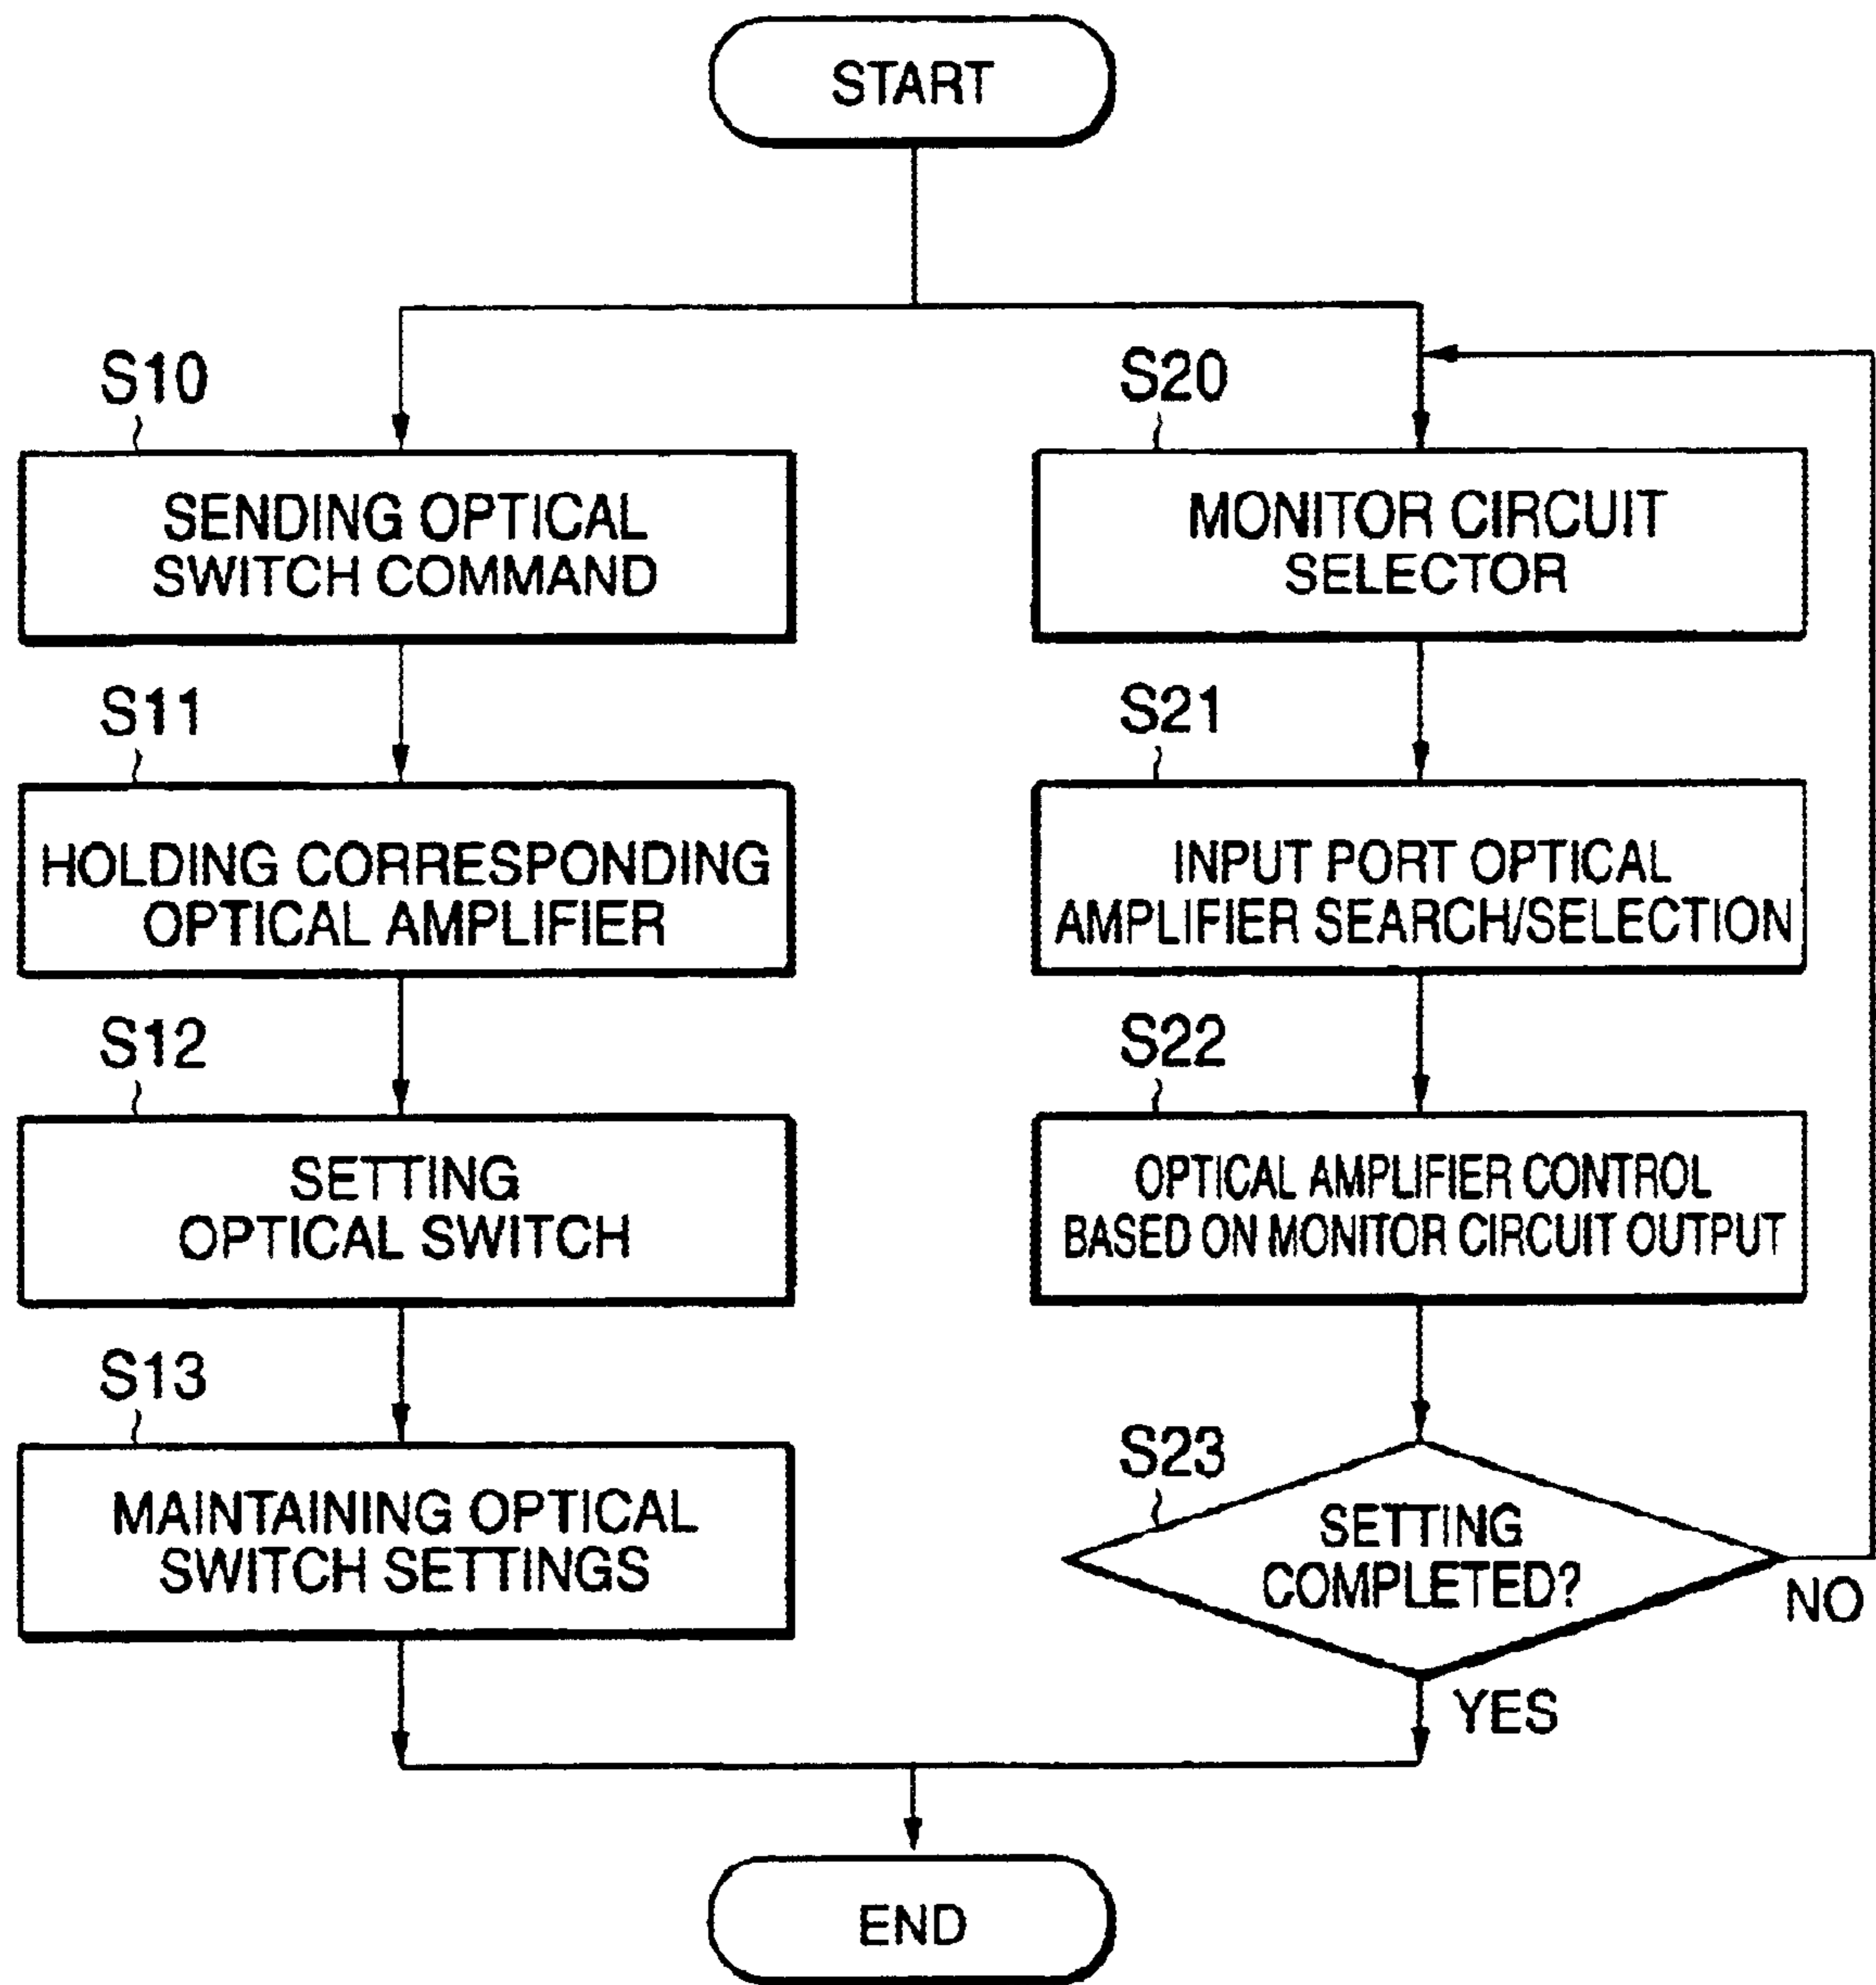 START
S10
SENDING OPTICAL
SWITCH COMMAND
S11
HOLDING CORRESPONDING
OPTICAL AMPLIFIER
S12
SETTING
OPTICAL SWITCH
S13
MAINTAINING OPTICAL
SWITCH SETTINGS
S20
MONITOR CIRCUIT
SELECTOR
S21
INPUT PORT OPTICAL
AMPLIFIER SEARCH/SELECTION
S22
OPTICAL AMPLIFIER CONTROL
BASED ON MONITOR CIRCUIT OUTPUT
S23
SETTING
COMPLETED?
NO
YES
END